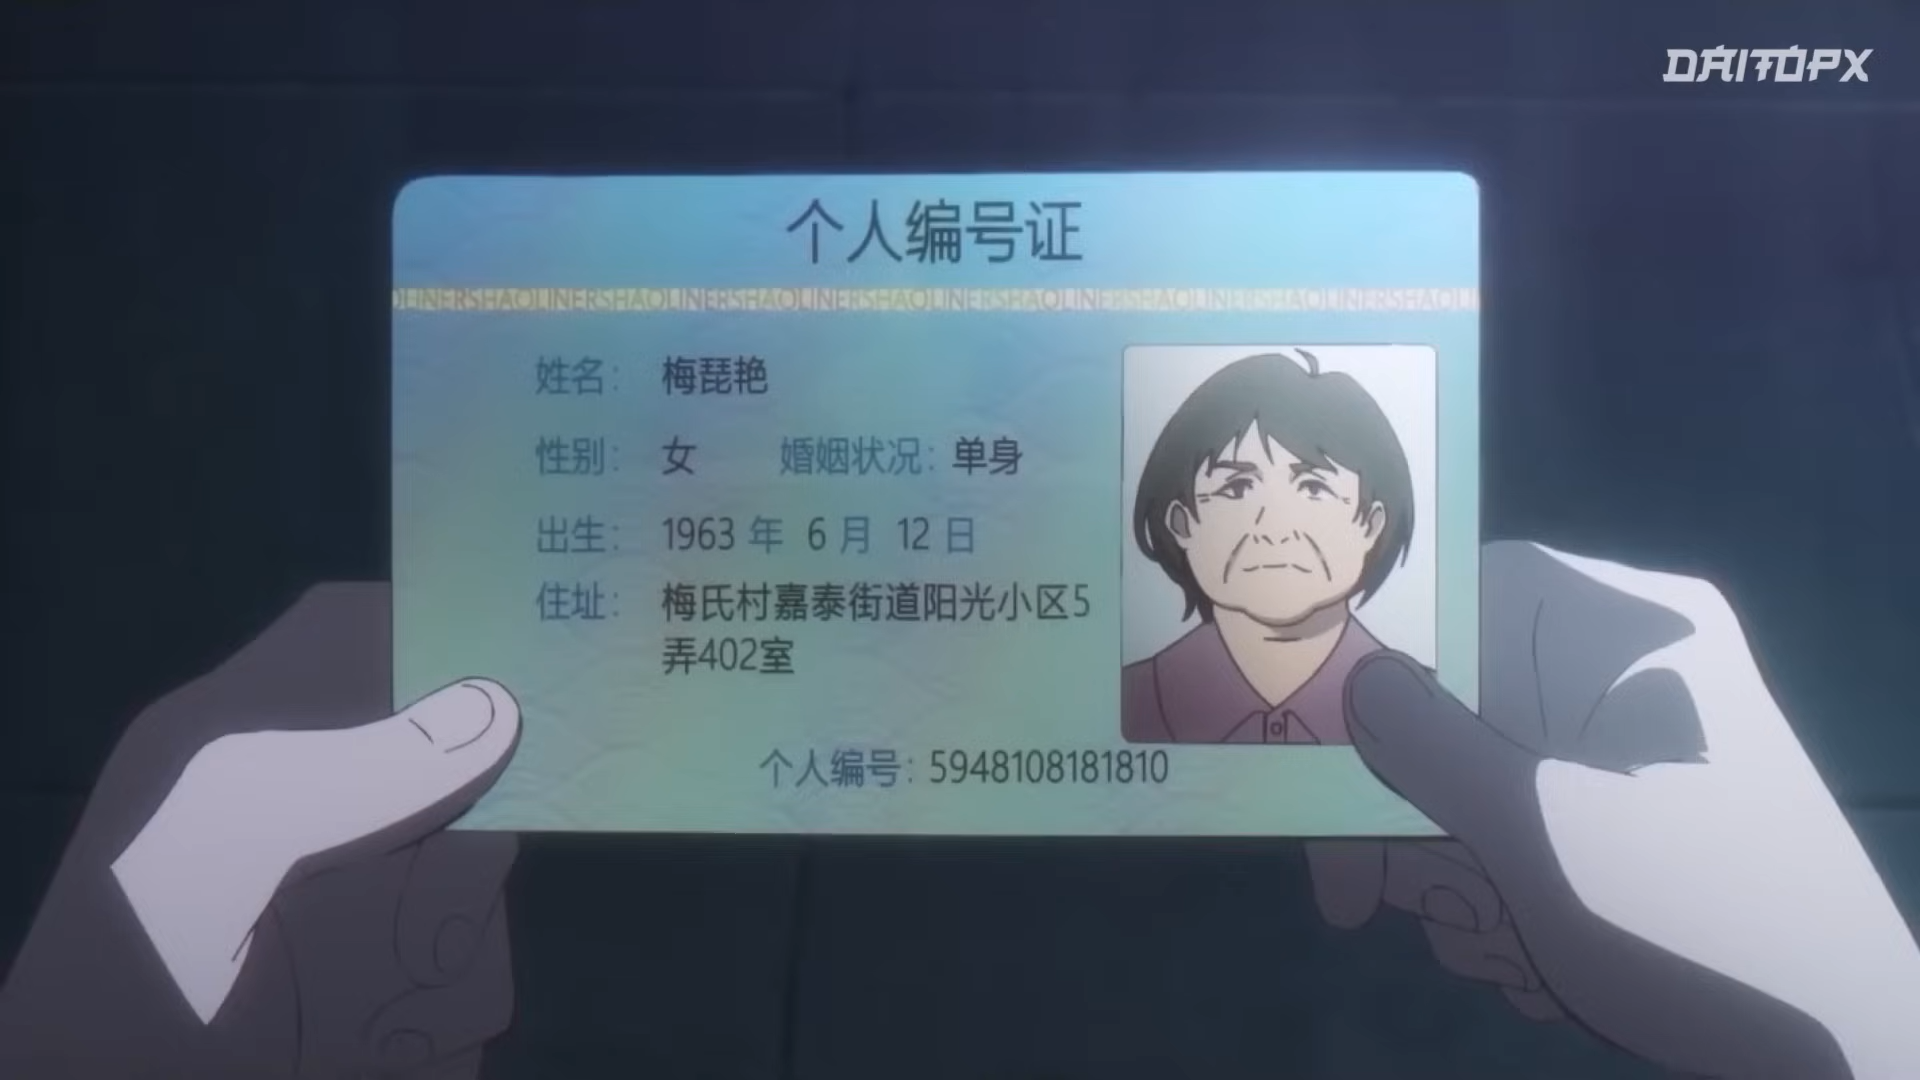 DAITOPX
个人编号证
OLINERSHAOLINERSHAOLINERSHAOLINERSHAOLINERSHAOLINERSHAOLINERSHAOLINERSHAOLI
姓名： 梅琵艳
性别： 女 婚姻状况：单身
出生： 1963 年 6 月 12 日
住址： 梅氏村嘉泰街道阳光小区5
弄402室
个人编号：5948108181810